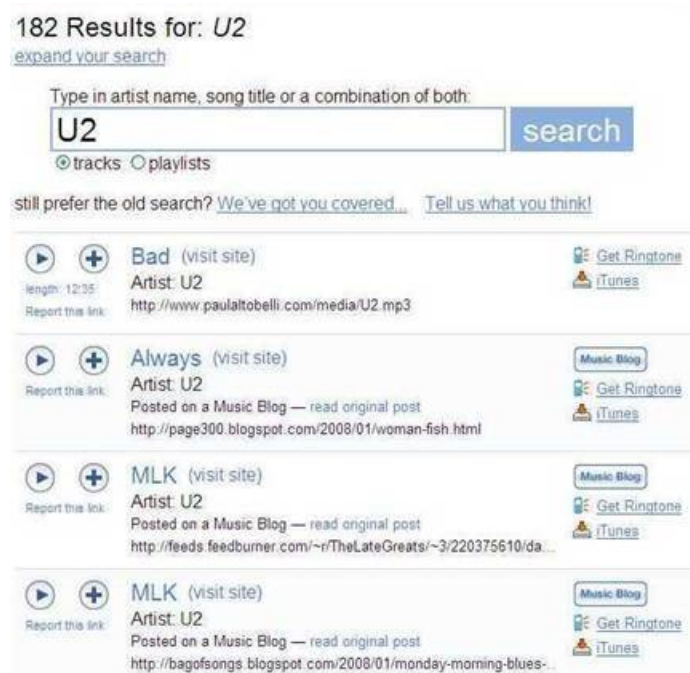 182 Results for: U2
expand your search
Type in artist name, song title or a combination of both:
U2 search
tracks playlists
still prefer the old search? We've got you covered... Tell us what you think!
Bad (visit site) Get Ringtone
Artist: U2 iTunes
length: 12:35
http://www.paulaltobelli.com/media/U2.mp3
Report this link
Always (visit site) Music Blog
Artist: U2
Report this link Get Ringtone
Posted on a Music Blog — read original post
iTunes
http://page300.blogspot.com/2008/01/woman-fish.html
MLK (visit site) Music Blog
Artist: U2
Report this link Get Ringtone
Posted on a Music Blog — read original post
iTunes
http://feeds.feedburner.com/~r/TheLateGreats/~3/220375610/da...
MLK (visit site) Music Blog
Artist: U2
Report this link Get Ringtone
Posted on a Music Blog — read original post
iTunes
http://bagofsongs.blogspot.com/2008/01/monday-morning-blues-...